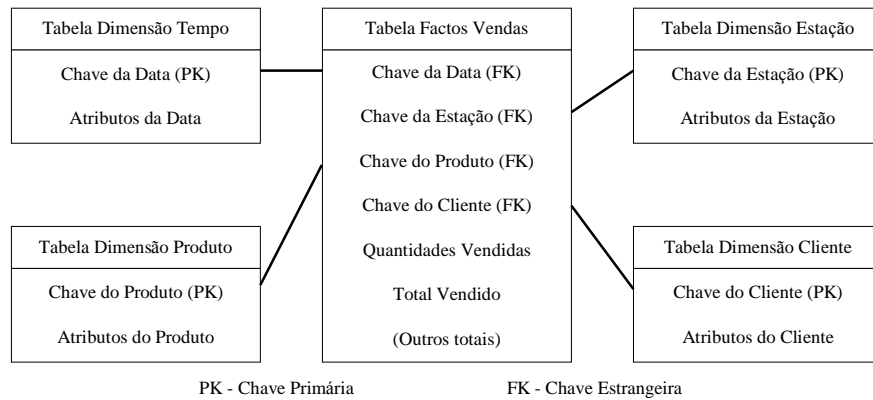 Tabela Dimensão Tempo
Chave da Data (PK)
Atributos da Data
Tabela Factos Vendas
Chave da Data (FK)
Chave da Estação (FK)
Chave do Produto (FK)
Chave do Cliente (FK)
Quantidades Vendidas
Total Vendido
(Outros totais)
Tabela Dimensão Estação
Chave da Estação (PK)
Atributos da Estação
Tabela Dimensão Produto
Chave do Produto (PK)
Atributos do Produto
Tabela Dimensão Cliente
Chave do Cliente (PK)
Atributos do Cliente
PK - Chave Primária
FK - Chave Estrangeira